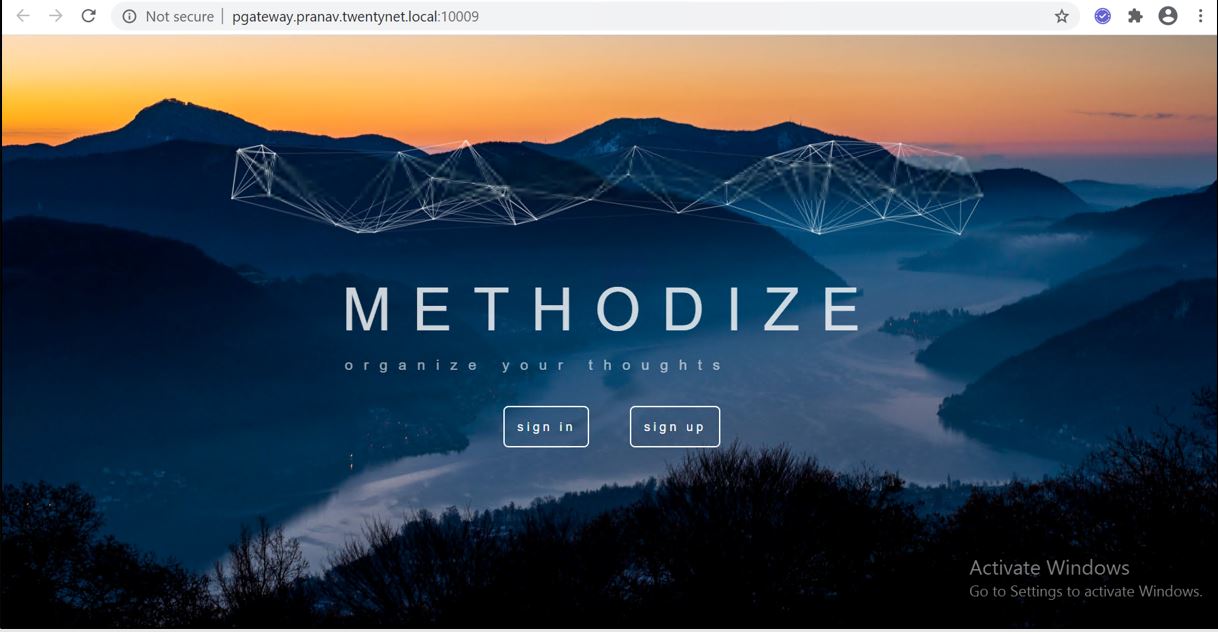 Not secure | pgateway.pranav.twentynet.local:10009
METHODIZE
organize your thoughts
sign in sign up
Activate Windows
Go to Settings to activate Windows.